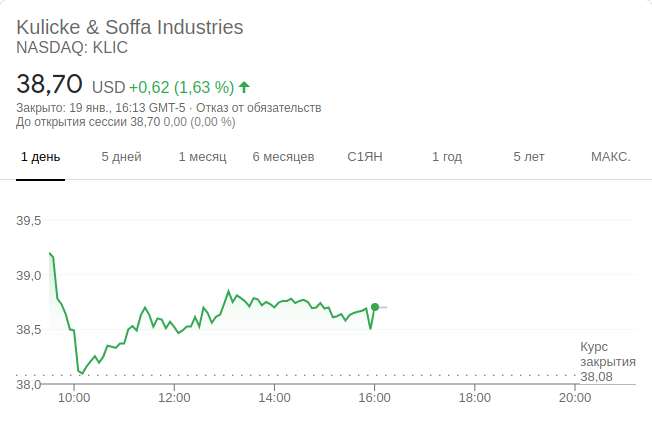 Kulicke & Soffa Industries
NASDAQ: KLIC
38,70 USD +0,62 (1,63 %)
Закрыто: 19 янв., 16:13 GMT-5 · Отказ от обязательств
До открытия сессии 38,70 0,00 (0,00 %)
1 день 5 дней 1 месяц 6 месяцев С1ЯН 1 год 5 лет МАКС.
39,5
39,0
38,5
Курс
закрытия
38,08
38,0
10:00 12:00 14:00 16:00 18:00 20:00